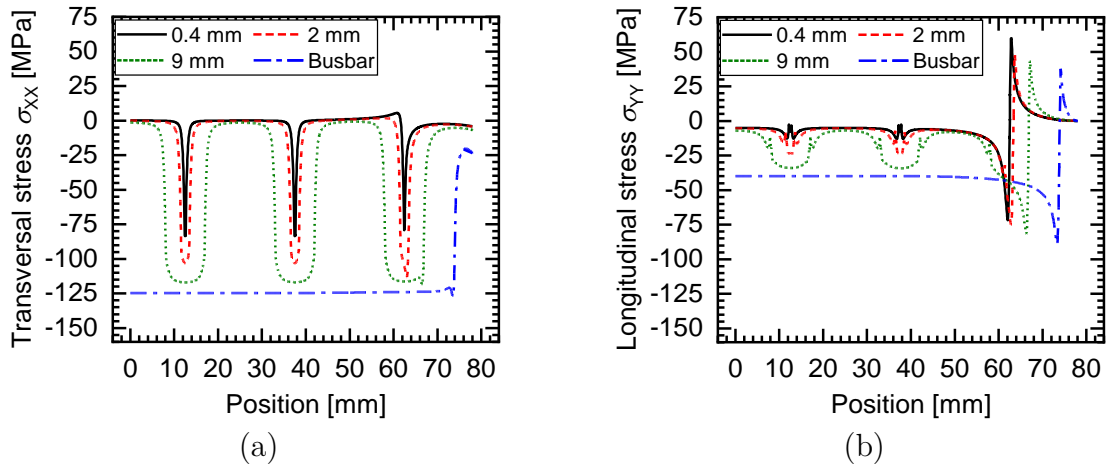 Transversal stress σXX [MPa]
75
50
25
0
-25
-50
-75
-100
-125
-150
0.4 mm 2 mm
9 mm Busbar
0 10 20 30 40 50 60 70 80
Position [mm]
(a)
Longitudinal stress σYY [MPa]
75
50
25
0
-25
-50
-75
-100
-125
-150
0.4 mm 2 mm
9 mm Busbar
0 10 20 30 40 50 60 70 80
Position [mm]
(b)